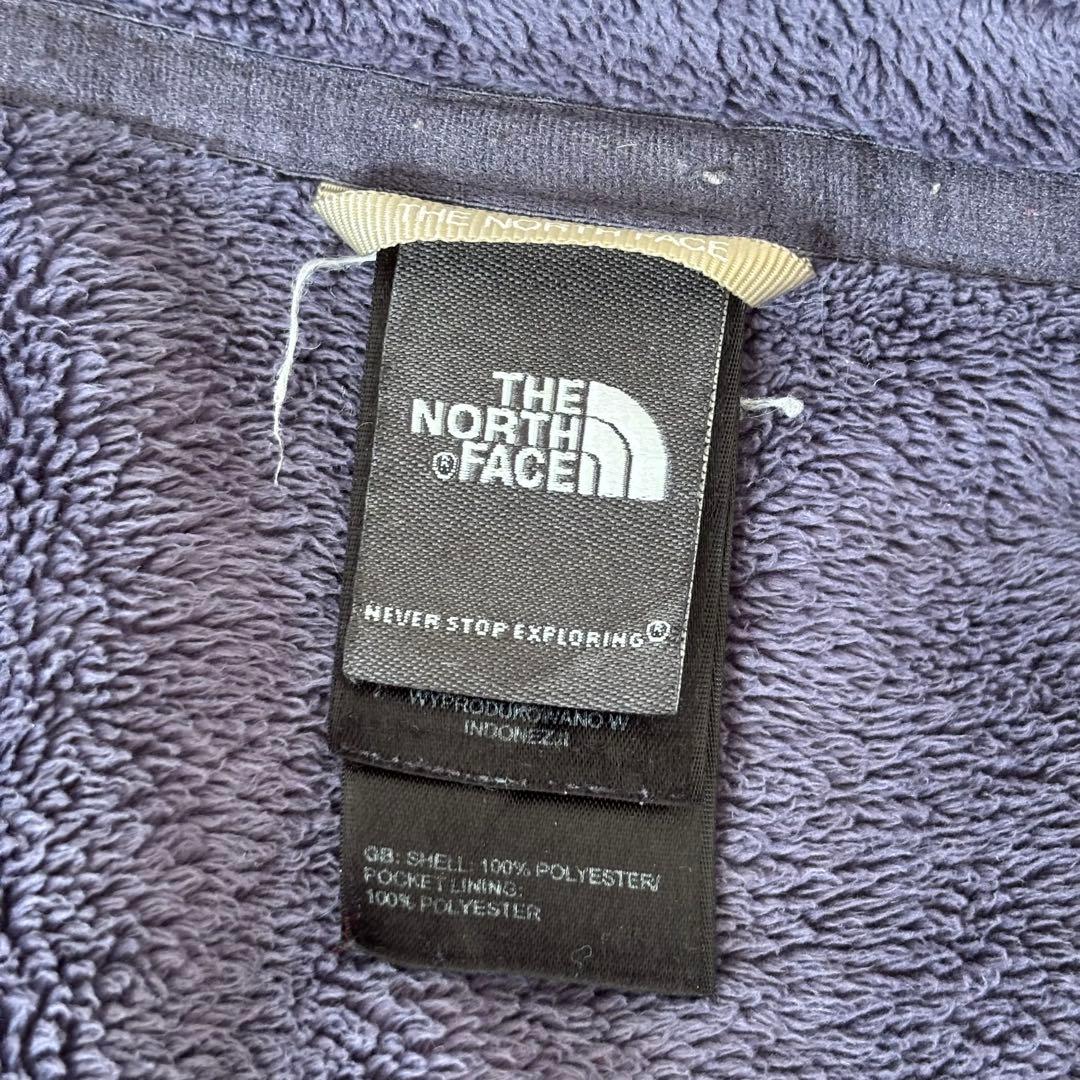 THE NORTH FACE
THE
NORTH
®FACE
NEVER STOP EXPLORING®
WYPRODUKOWANO W
INDONEZJI
GB: SHELL: 100% POLYESTER/
POCKET LINING:
100% POLYESTER